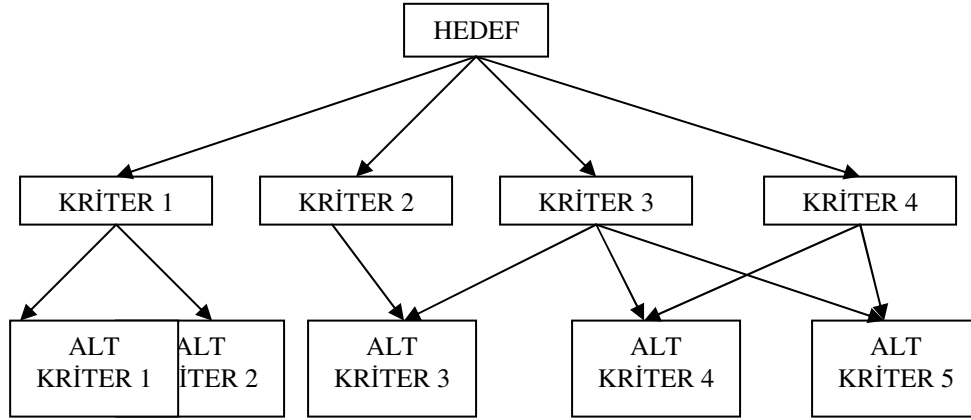 HEDEF
KRİTER 1
KRİTER 2
KRİTER 3
KRİTER 4
ALT
KRİTER 1
ALT
İTER 2
ALT
KRİTER 3
ALT
KRİTER 4
ALT
KRİTER 5